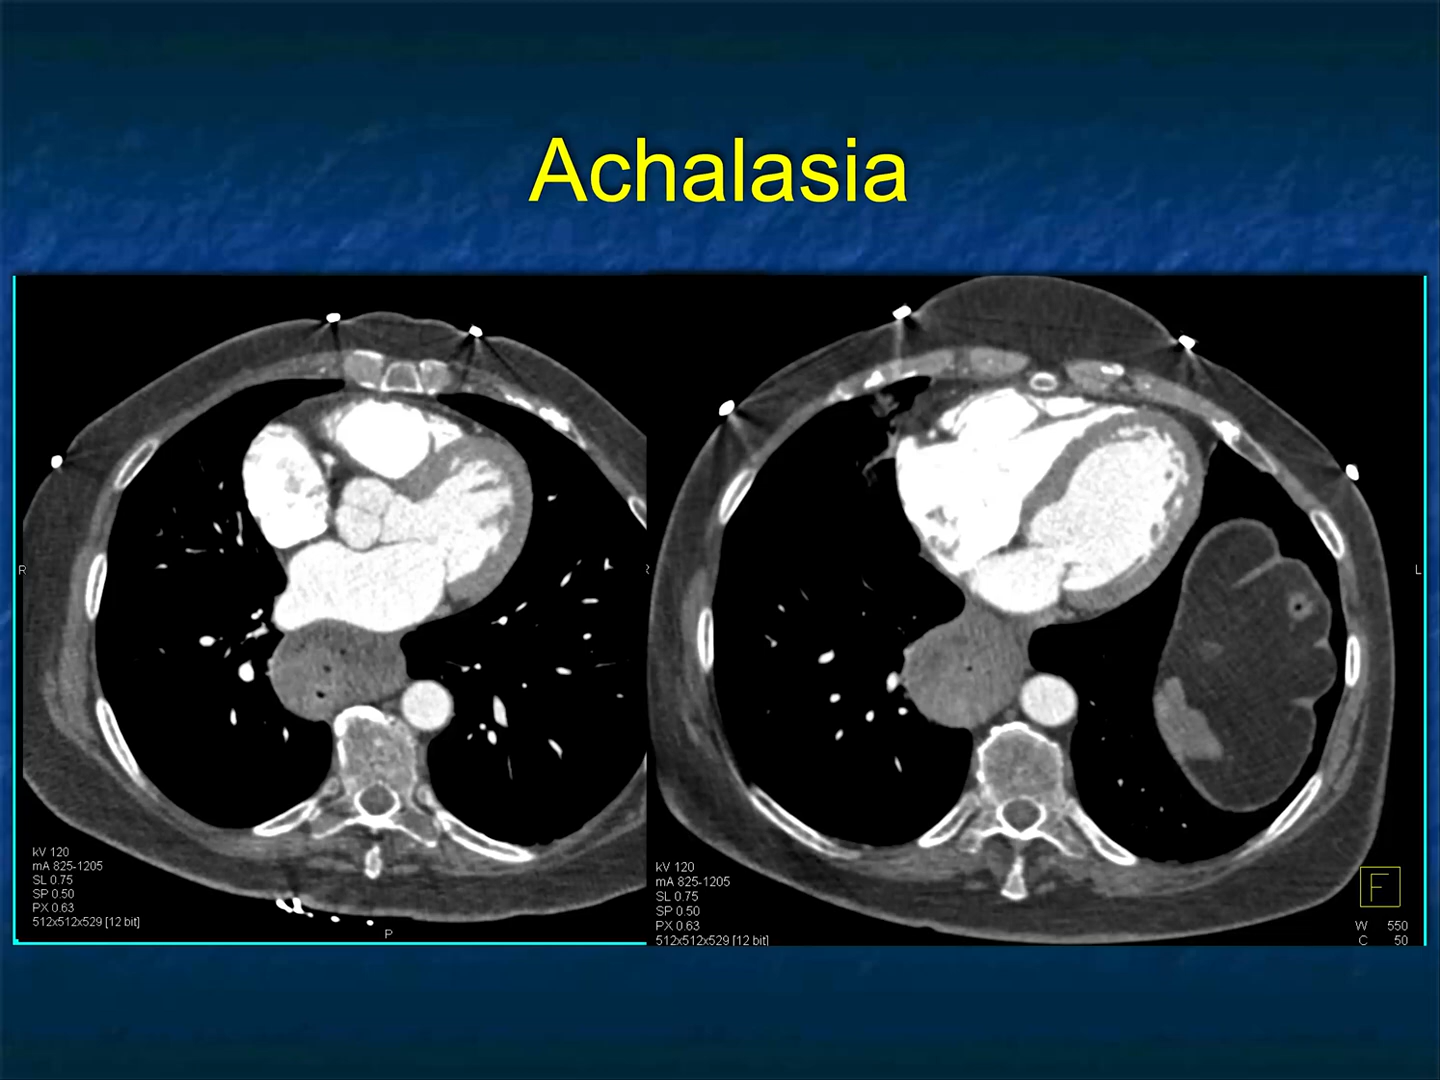 Achalasia
R
R
L
kV 120
mA 825-1205
SL 0.75
SP 0.50
PX 0.63
512x512x529 [12 bit]
P
kV 120
mA 825-1205
SL 0.75
SP 0.50
PX 0.63
512x512x529 [12 bit]
F
W 550
C 50